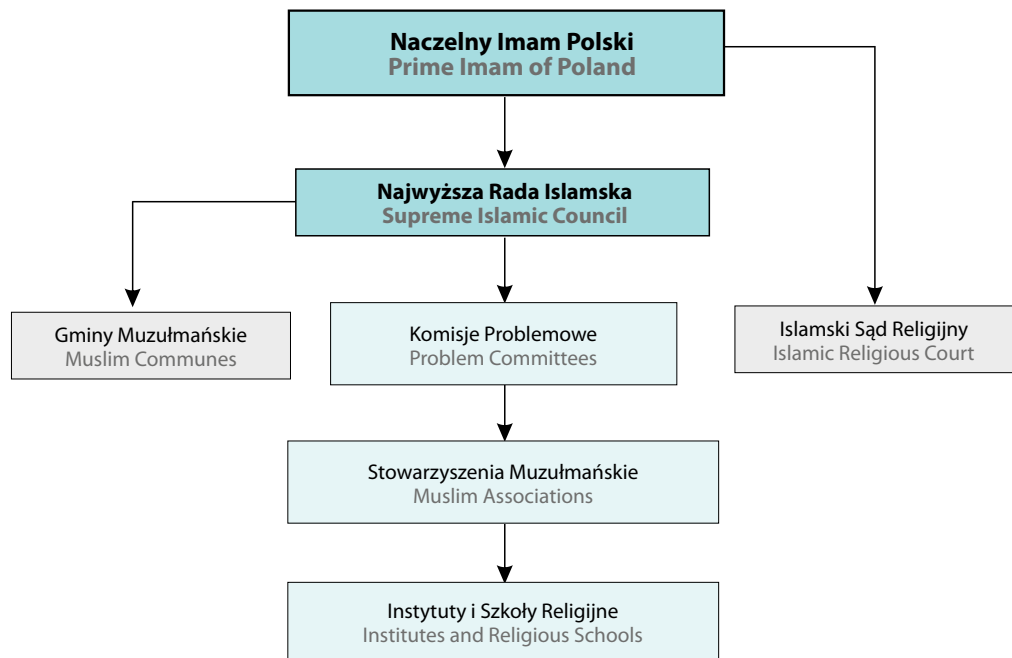 Naczelny Imam Polski
Prime Imam of Poland
Najwyższa Rada Islamska
Supreme Islamic Council
Gminy Muzułmańskie
Muslim Communes
Komisje Problemowe
Problem Committees
Islamski Sąd Religijny
Islamic Religious Court
Stowarzyszenia Muzułmańskie
Muslim Associations
Instytuty i Szkoły Religijne
Institutes and Religious Schools